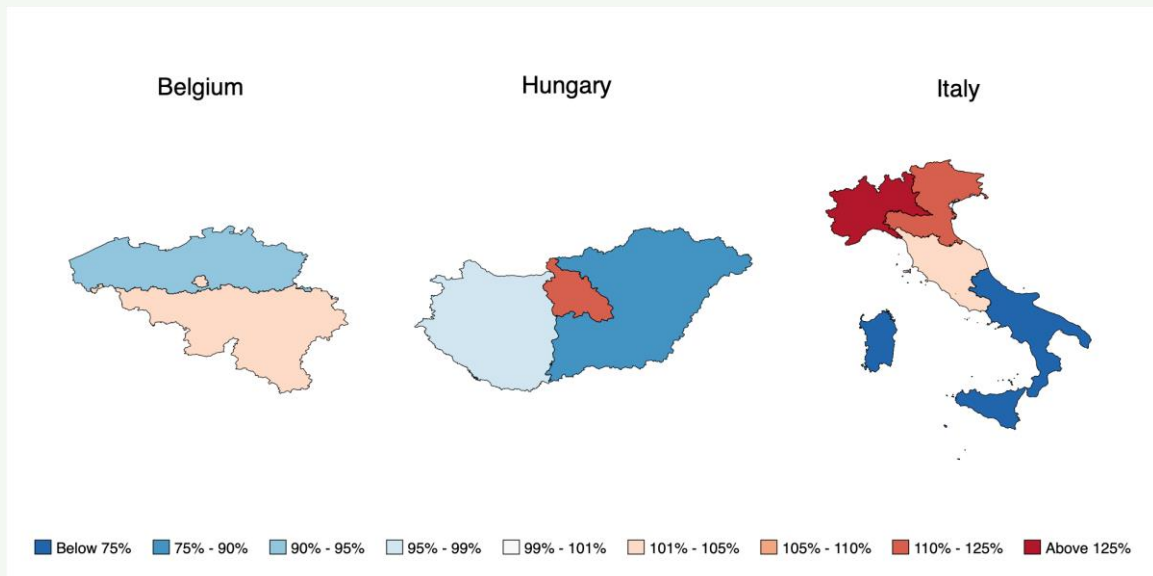 Belgium
Hungary
Italy
Below 75% 75% - 90% 90% - 95% 95% - 99% 99% - 101% 101% - 105% 105% - 110% 110% - 125% Above 125%